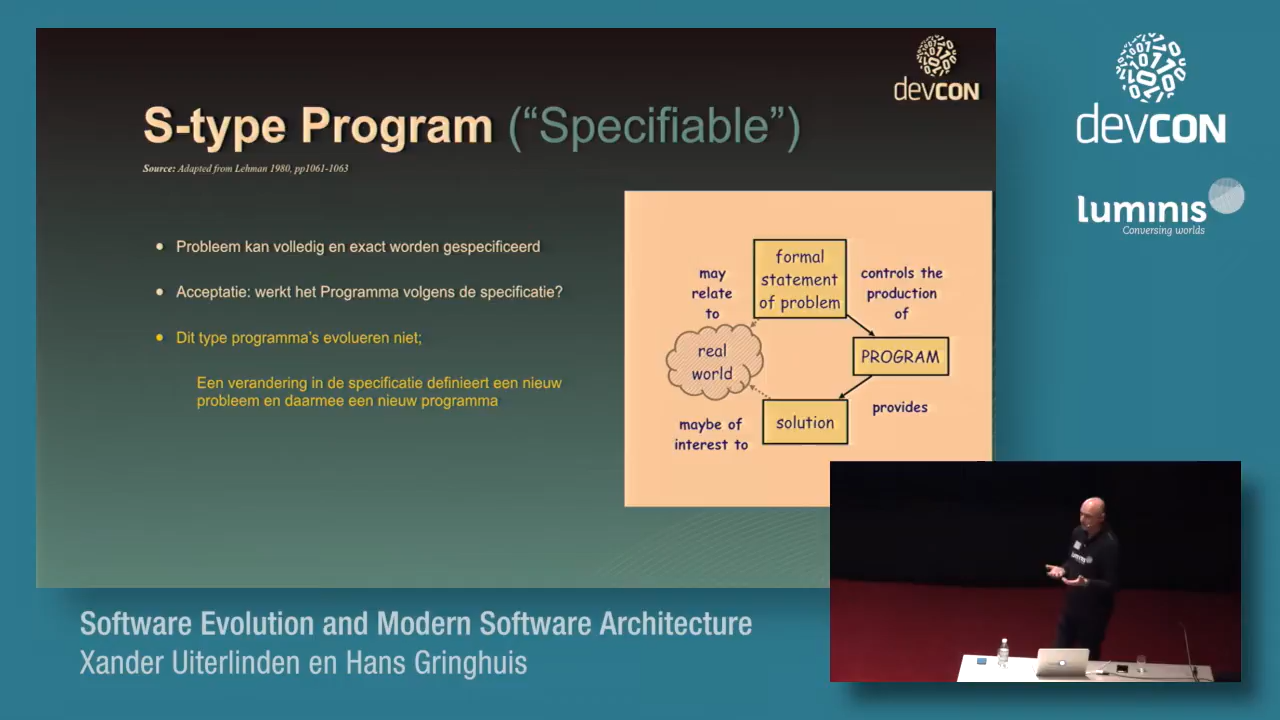 devcon
S-type Program (“Specifiable”)
Source: Adapted from Lehman 1980, pp1061-1063
• Probleem kan volledig en exact worden gespecificeerd
• Acceptatie: werkt het Programma volgens de specificatie?
• Dit type programma’s evolueren niet;
Een verandering in de specificatie definieert een nieuw
probleem en daarmee een nieuw programma
formal
statement
of problem
may
relate
to
controls the
production
of
real
world
PROGRAM
provides
solution
maybe of
interest to
devcon
luminis
Conversing worlds
luminis
Software Evolution and Modern Software Architecture
Xander Uiterlinden en Hans Gringhuis